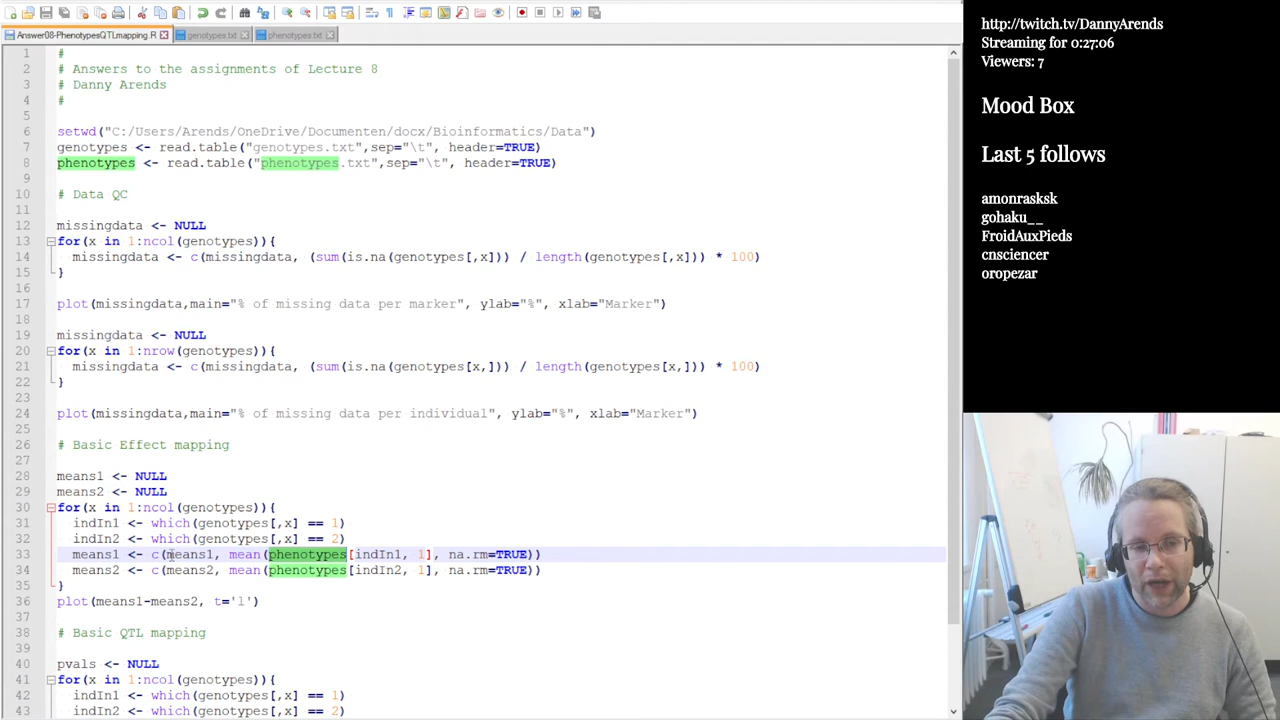 Answer08-PhenotypesQTLmapping.R
genotypes.txt
phenotypes.txt
1 #
2 # Answers to the assignments of Lecture 8
3 # Danny Arends
4 #
5
6 setwd("C:/Users/Arends/OneDrive/Documenten/docx/Bioinformatics/Data")
7 genotypes <- read.table("genotypes.txt",sep="\t", header=TRUE)
8 phenotypes <- read.table("phenotypes.txt",sep="\t", header=TRUE)
9
10 # Data QC
11
12 missingdata <- NULL
13 for(x in 1:ncol(genotypes)){
14 missingdata <- c(missingdata, (sum(is.na(genotypes[,x])) / length(genotypes[,x])) * 100)
15 }
16
17 plot(missingdata,main="% of missing data per marker", ylab="%", xlab="Marker")
18
19 missingdata <- NULL
20 for(x in 1:nrow(genotypes)){
21 missingdata <- c(missingdata, (sum(is.na(genotypes[x,])) / length(genotypes[x,])) * 100)
22 }
23
24 plot(missingdata,main="% of missing data per individual", ylab="%", xlab="Marker")
25
26 # Basic Effect mapping
27
28 means1 <- NULL
29 means2 <- NULL
30 for(x in 1:ncol(genotypes)){
31 indIn1 <- which(genotypes[,x] == 1)
32 indIn2 <- which(genotypes[,x] == 2)
33 means1 <- c(means1, mean(phenotypes[indIn1, 1], na.rm=TRUE))
34 means2 <- c(means2, mean(phenotypes[indIn2, 1], na.rm=TRUE))
35 }
36 plot(means1-means2, t='l')
37
38 # Basic QTL mapping
39
40 pvals <- NULL
41 for(x in 1:ncol(genotypes)){
42 indIn1 <- which(genotypes[,x] == 1)
43 indIn2 <- which(genotypes[,x] == 2)
http://twitch.tv/DannyArends
Streaming for 0:27:06
Viewers: 7
Mood Box
Last 5 follows
amonrasksk
gohaku__
FroidAuxPieds
cnsciencer
oropezar